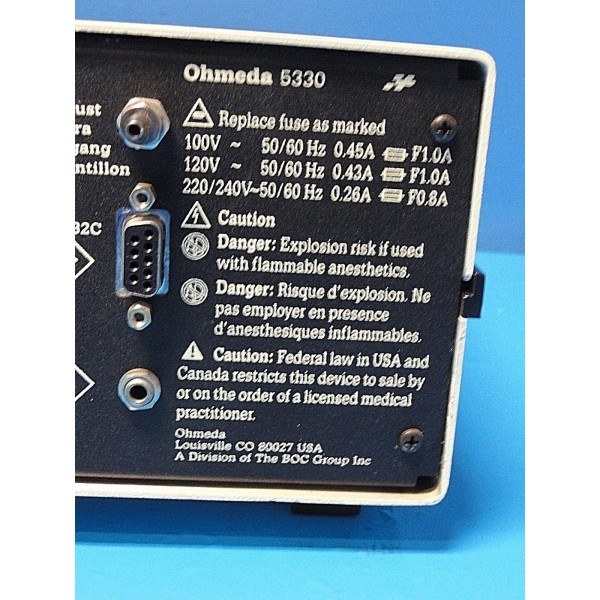 Ohmeda 5330
ust
ra
gang
ntillon
Replace fuse as marked
100V ~ 50/60 Hz 0.45A F1.0A
120V ~ 50/60 Hz 0.43A F1.0A
220/240V~50/60 Hz 0.26A F0.8A
32C
Caution
Danger: Explosion risk if used
with flammable anesthetics.
Danger: Risque d'explosion. Ne
pas employer en presence
d'anesthesiques inflammables.
Caution: Federal law in USA and
Canada restricts this device to sale by
or on the order of a licensed medical
practitioner.
Ohmeda
Louisville CO 80027 USA
A Division of The BOC Group Inc